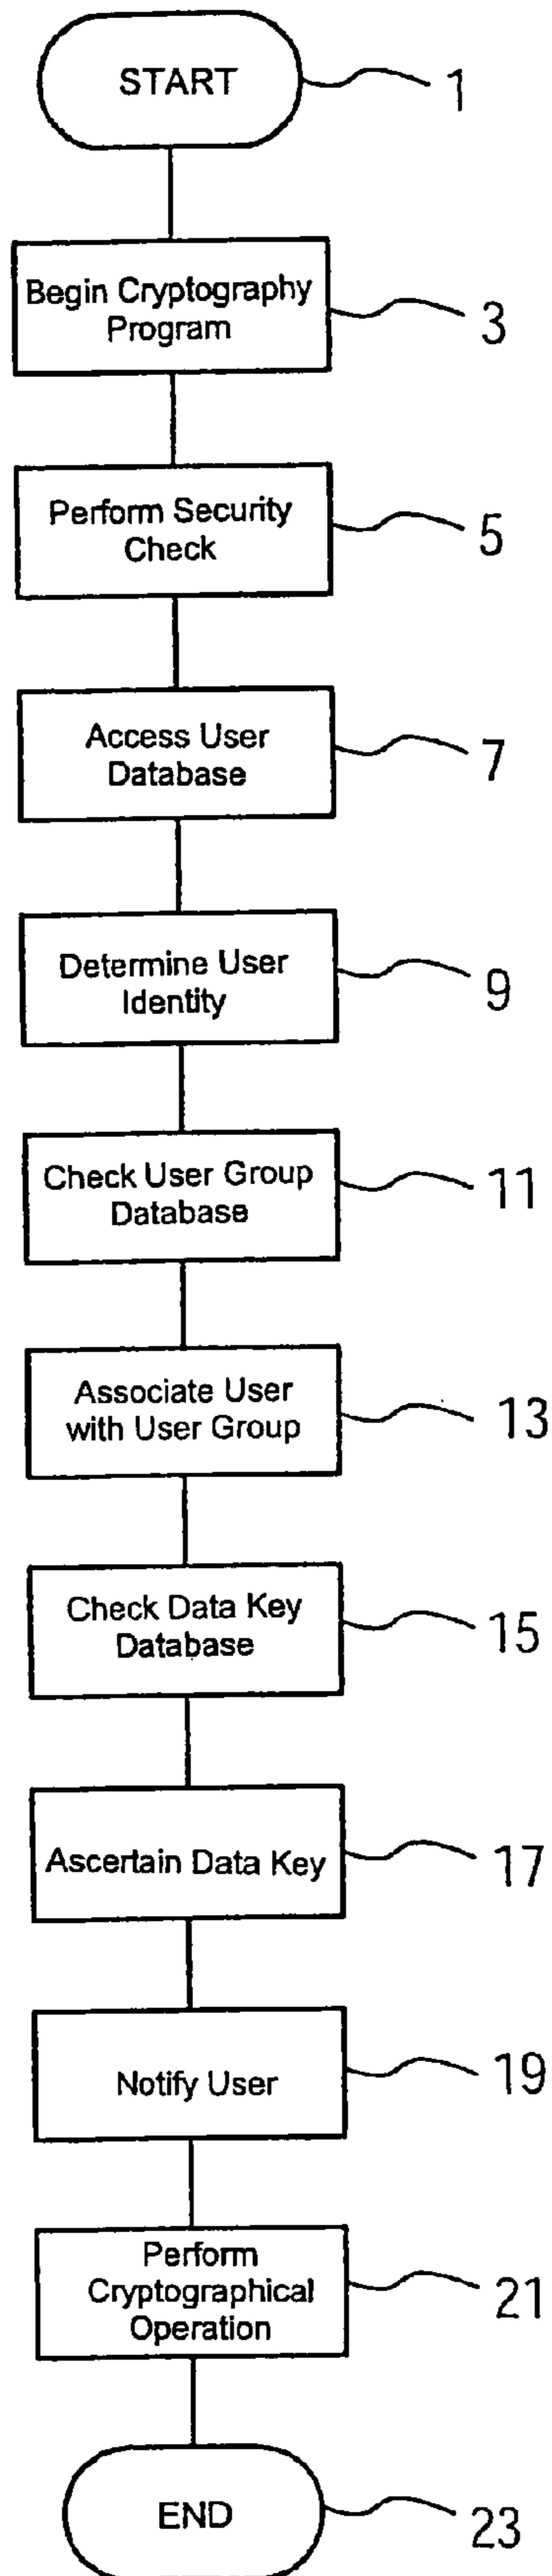 START
1
Begin Cryptography
Program
3
Perform Security
Check
5
Access User
Database
7
Determine User
Identity
9
Check User Group
Database
11
Associate User
with User Group
13
Check Data Key
Database
15
Ascertain Data Key
17
Notify User
19
Perform
Cryptographical
Operation
21
END
23